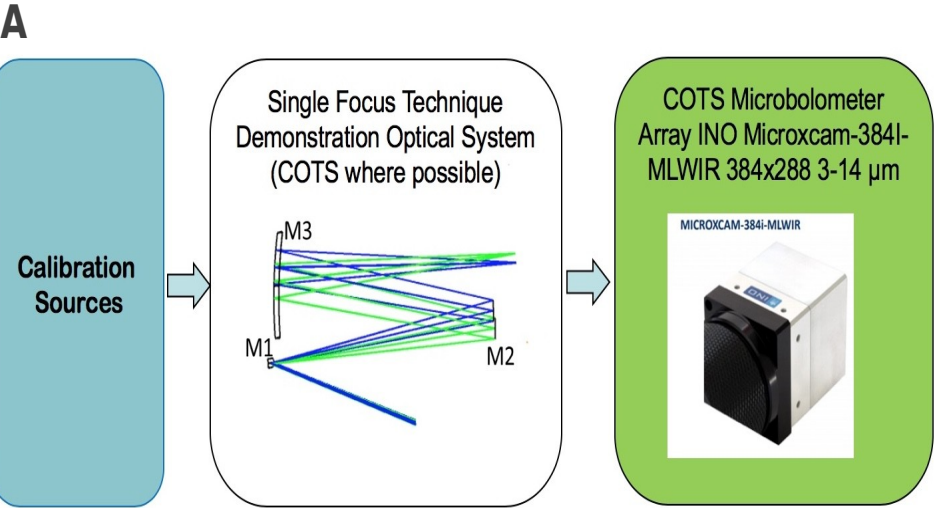 A
Calibration
Sources
Single Focus Technique
Demonstration Optical System
(COTS where possible)
M3
M1
M2
COTS Microbolometer
Array INO Microxcam-384I-
MLWIR 384x288 3-14 µm
MICROXCAM-384i-MLWIR
INO